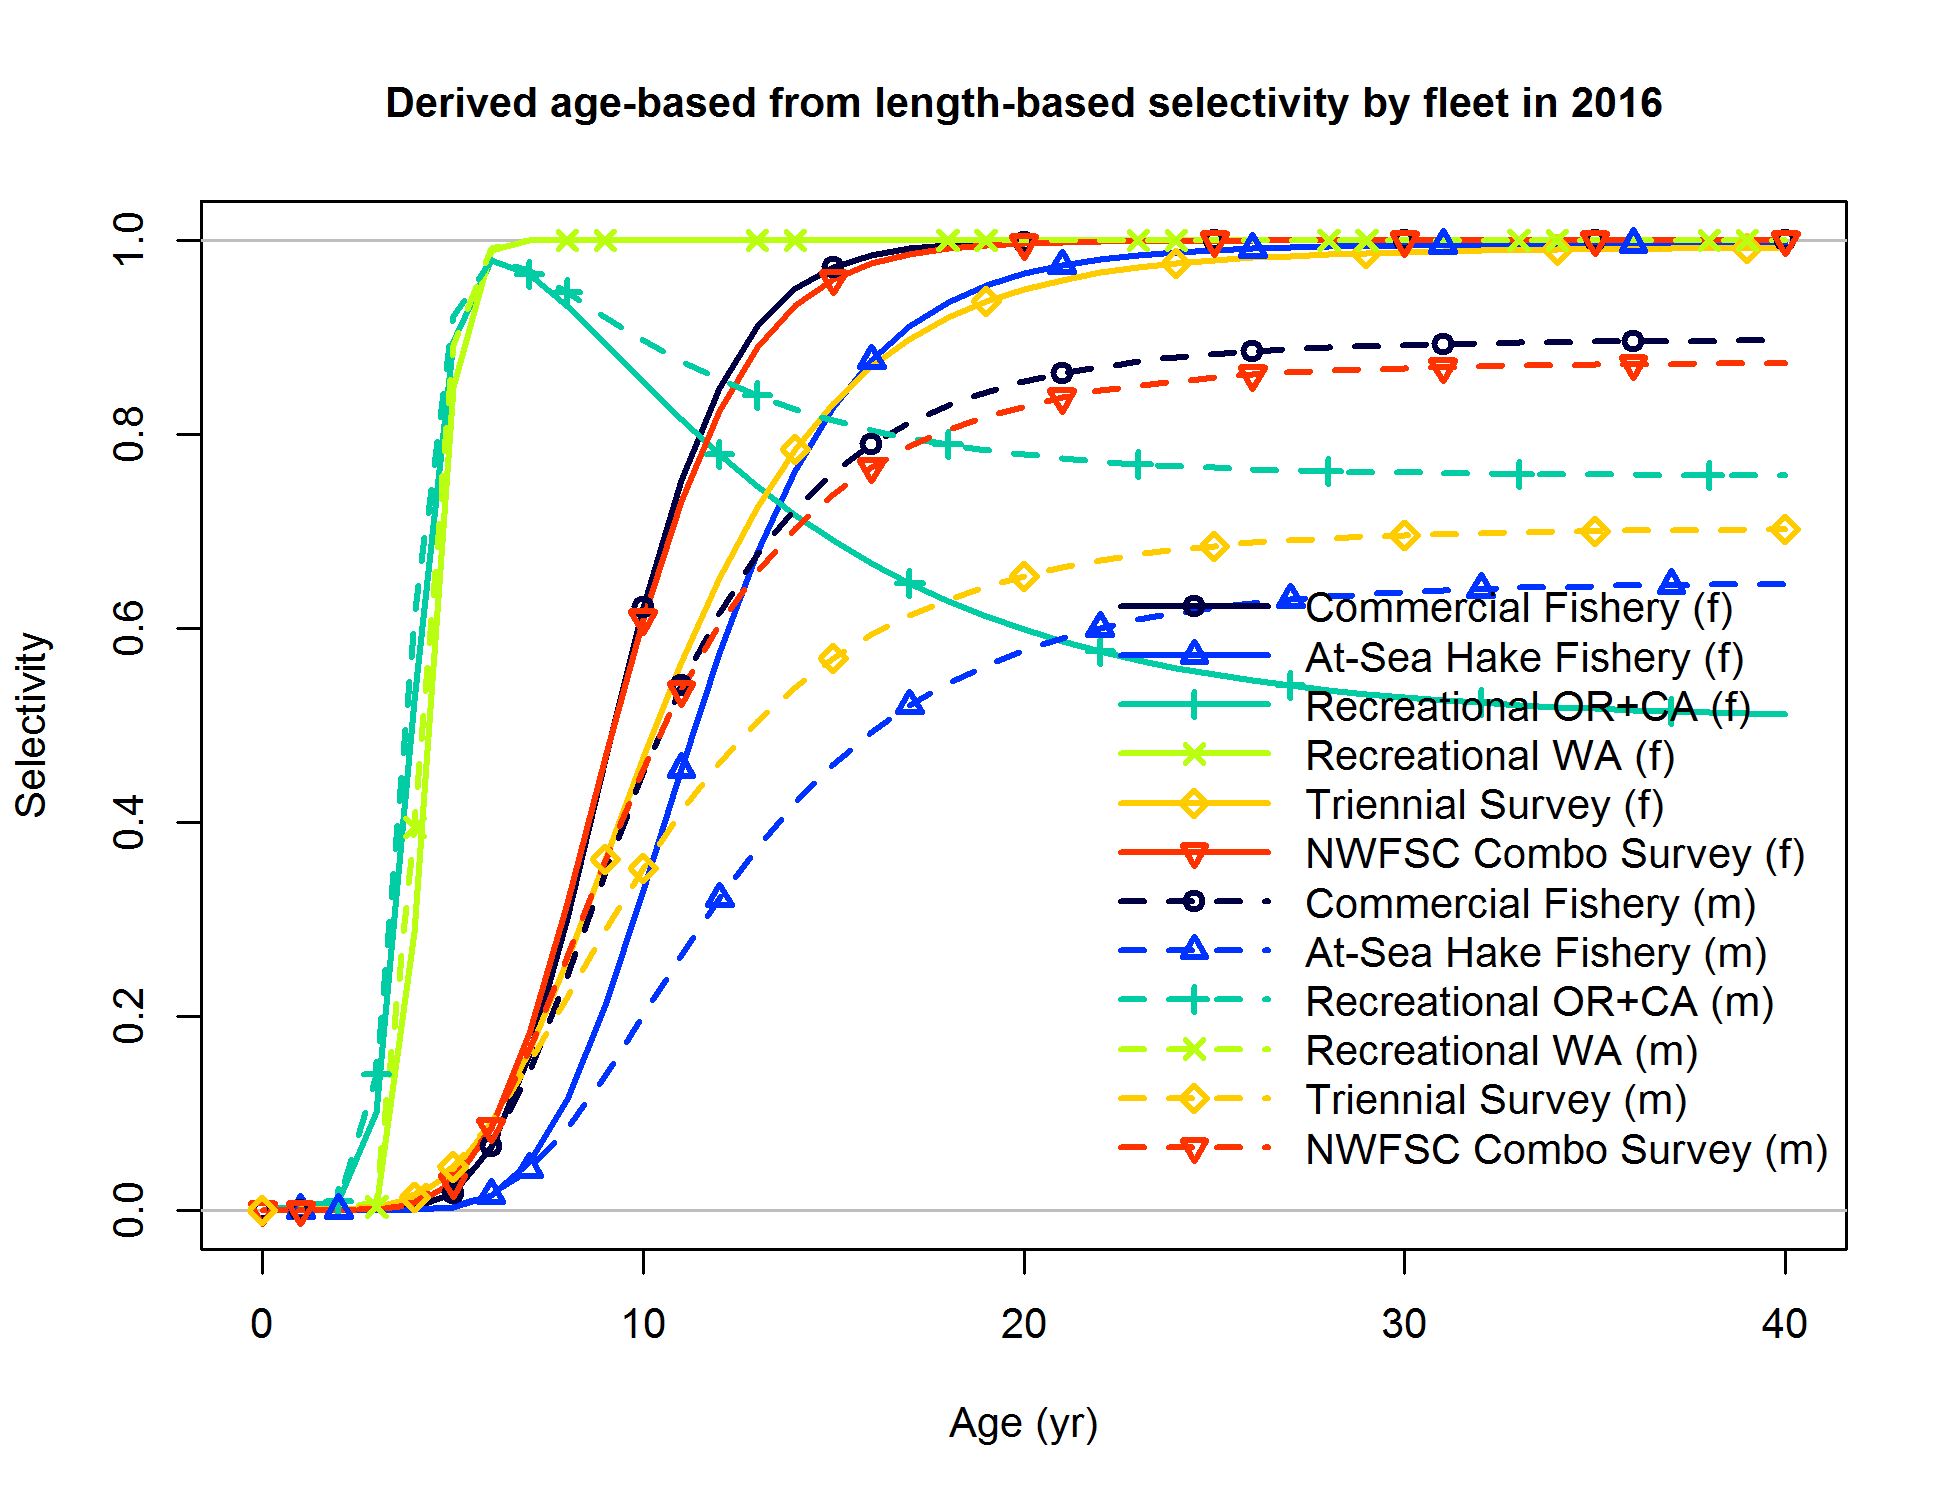 Derived age-based from length-based selectivity by fleet in 2016
Selectivity
1.0
0.8
0.6
0.4
0.2
0.0
Commercial Fishery (f)
At-Sea Hake Fishery (f)
Recreational OR+CA (f)
Recreational WA (f)
Triennial Survey (f)
NWFSC Combo Survey (f)
Commercial Fishery (m)
At-Sea Hake Fishery (m)
Recreational OR+CA (m)
Recreational WA (m)
Triennial Survey (m)
NWFSC Combo Survey (m)
0 10 20 30 40
Age (yr)